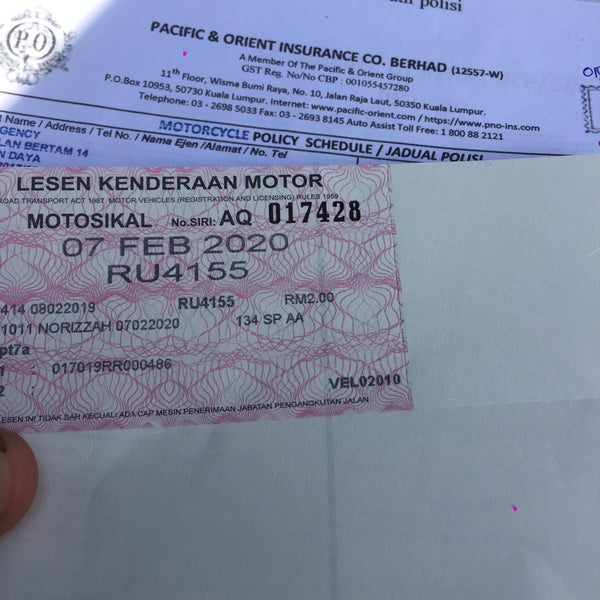 polisi
P&O
PACIFIC & ORIENT INSURANCE CO. BERHAD (12557-W)
A Member Of The Pacific & Orient Group
GST Reg. No/No CBP : 001055457280
11th Floor, Wisma Bumi Raya, No. 10, Jalan Raja Laut, 50350 Kuala Lumpur.
P.O.Box 10953, 50730 Kuala Lumpur. Internet: www.pacific-orient.com / https://www.pno-ins.com
Telephone: 03 - 2698 5033 Fax: 03 - 2693 8145 Auto Assist Toll Free: 1 800 88 2121
MOTORCYCLE POLICY SCHEDULE / JADUAL POLISI
Name / Address / Tel No. / Nama Ejen /Alamat / No. Tel
GENCY
LAN BERTAM 14
N DAYA
LESEN KENDERAAN MOTOR
ROAD TRANSPORT ACT 1987 MOTOR VEHICLES (REGISTRATION AND LICENSING) RULES 1959
MOTOSIKAL No.SIRI: AQ 017428
07 FEB 2020
RU4155
414 08022019 RU4155 RM2.00
1011 NORIZZAH 07022020 134 SP AA
pt7a
1 : 017019RR000486
2 : VEL02010
LESEN INI TIDAK SAH KECUALI ADA CAP MESIN PENERIMAAN JABATAN PENGANGKUTAN JALAN